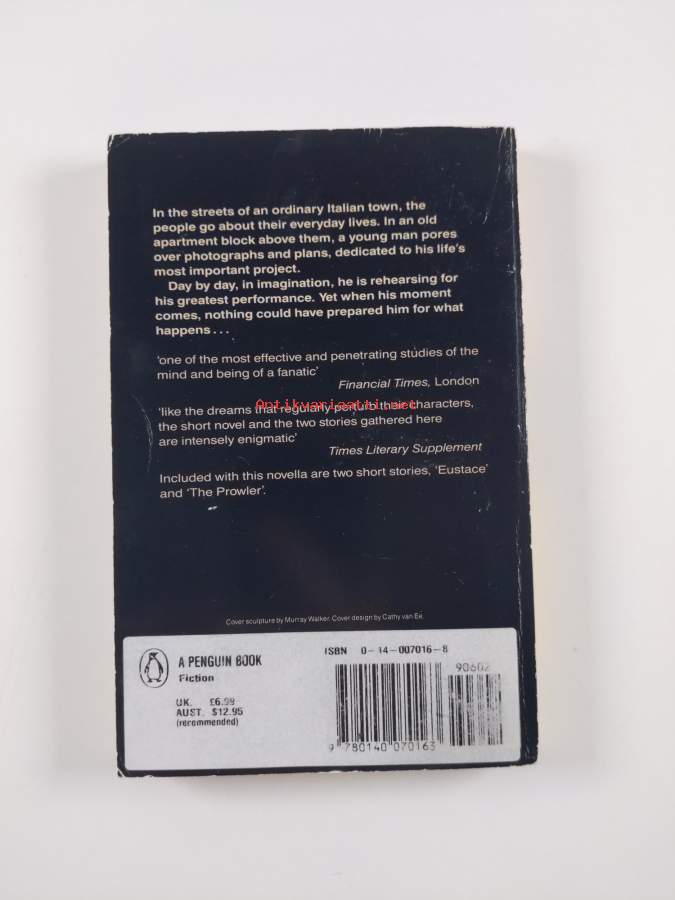 In the streets of an ordinary Italian town, the
people go about their everyday lives. In an old
apartment block above them, a young man pores
over photographs and plans, dedicated to his life's
most important project.
Day by day, in imagination, he is rehearsing for
his greatest performance. Yet when his moment
comes, nothing could have prepared him for what
happens . . .
'one of the most effective and penetrating studies of the
mind and being of a fanatic'
Financial Times, London
Antikvariaatti.net
'like the dreams that regularly perturb their characters,
the short novel and the two stories gathered here
are intensely enigmatic'
Times Literary Supplement
Included with this novella are two short stories, 'Eustace'
and 'The Prowler'.
Cover sculpture by Murray Walker. Cover design by Cathy van Ee.
A PENGUIN BOOK
Fiction
U.K. £6.99
AUST. $12.95
(recommended)
ISBN 0-14-007016-8
90602
9 780140 070163